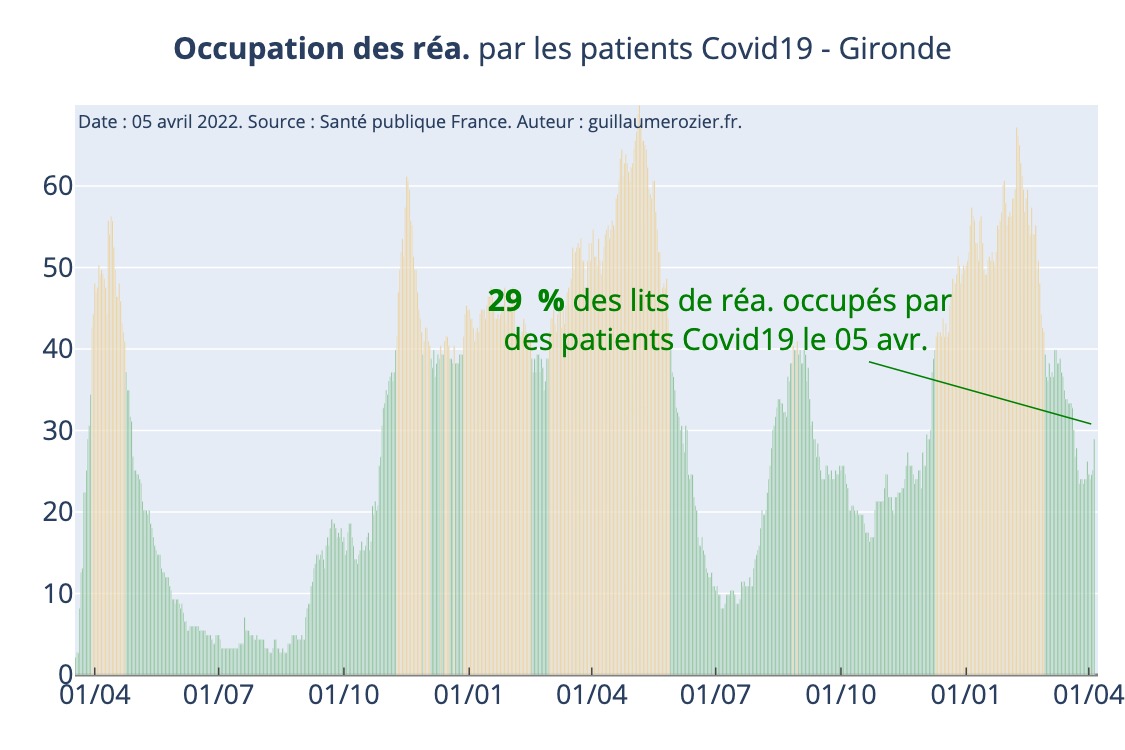 Occupation des réa. par les patients Covid19 - Gironde
Date : 05 avril 2022. Source : Santé publique France. Auteur : guillaumerozier.fr.
60
50
29 % des lits de réa. occupés par
des patients Covid19 le 05 avr.
40
30
20
10
0
01/04 01/07 01/10 01/01 01/04 01/07 01/10 01/01 01/04